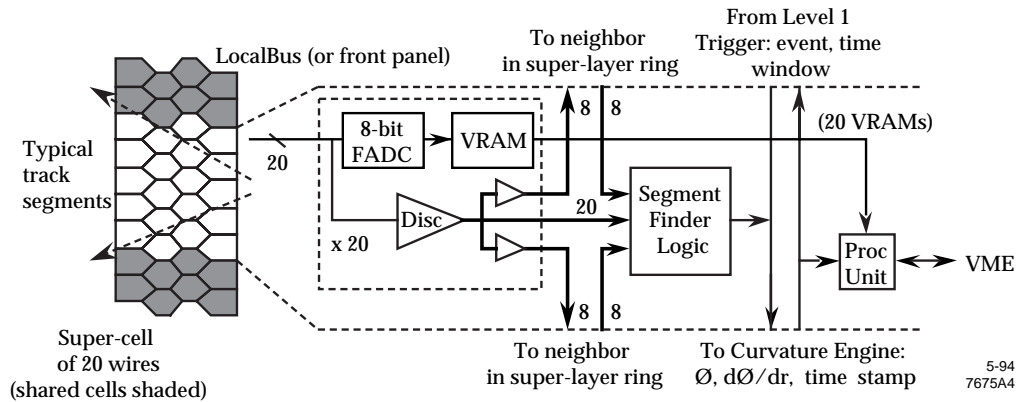 From Level 1
Trigger: event, time
window
To neighbor
in super-layer ring
LocalBus (or front panel)
8
8
(20 VRAMs)
8-bit
FADC
VRAM
20
Typical
track
segments
Segment
Finder
Logic
20
Disc
x 20
Proc
Unit
VME
8
8
Super-cell
of 20 wires
(shared cells shaded)
To neighbor
in super-layer ring
To Curvature Engine:
Ø, dØ/dr, time stamp
5-94
7675A4